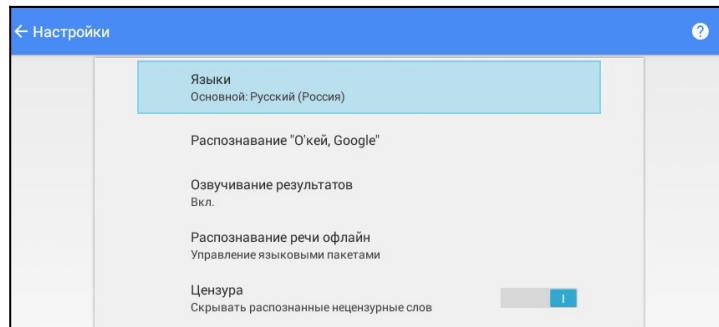 Настройки
Языки
Основной: Русский (Россия)
Распознавание "О'кей, Google"
Озвучивание результатов
Вкл.
Распознавание речи офлайн
Управление языковыми пакетами
Цензура
Скрывать распознанные нецензурные слов